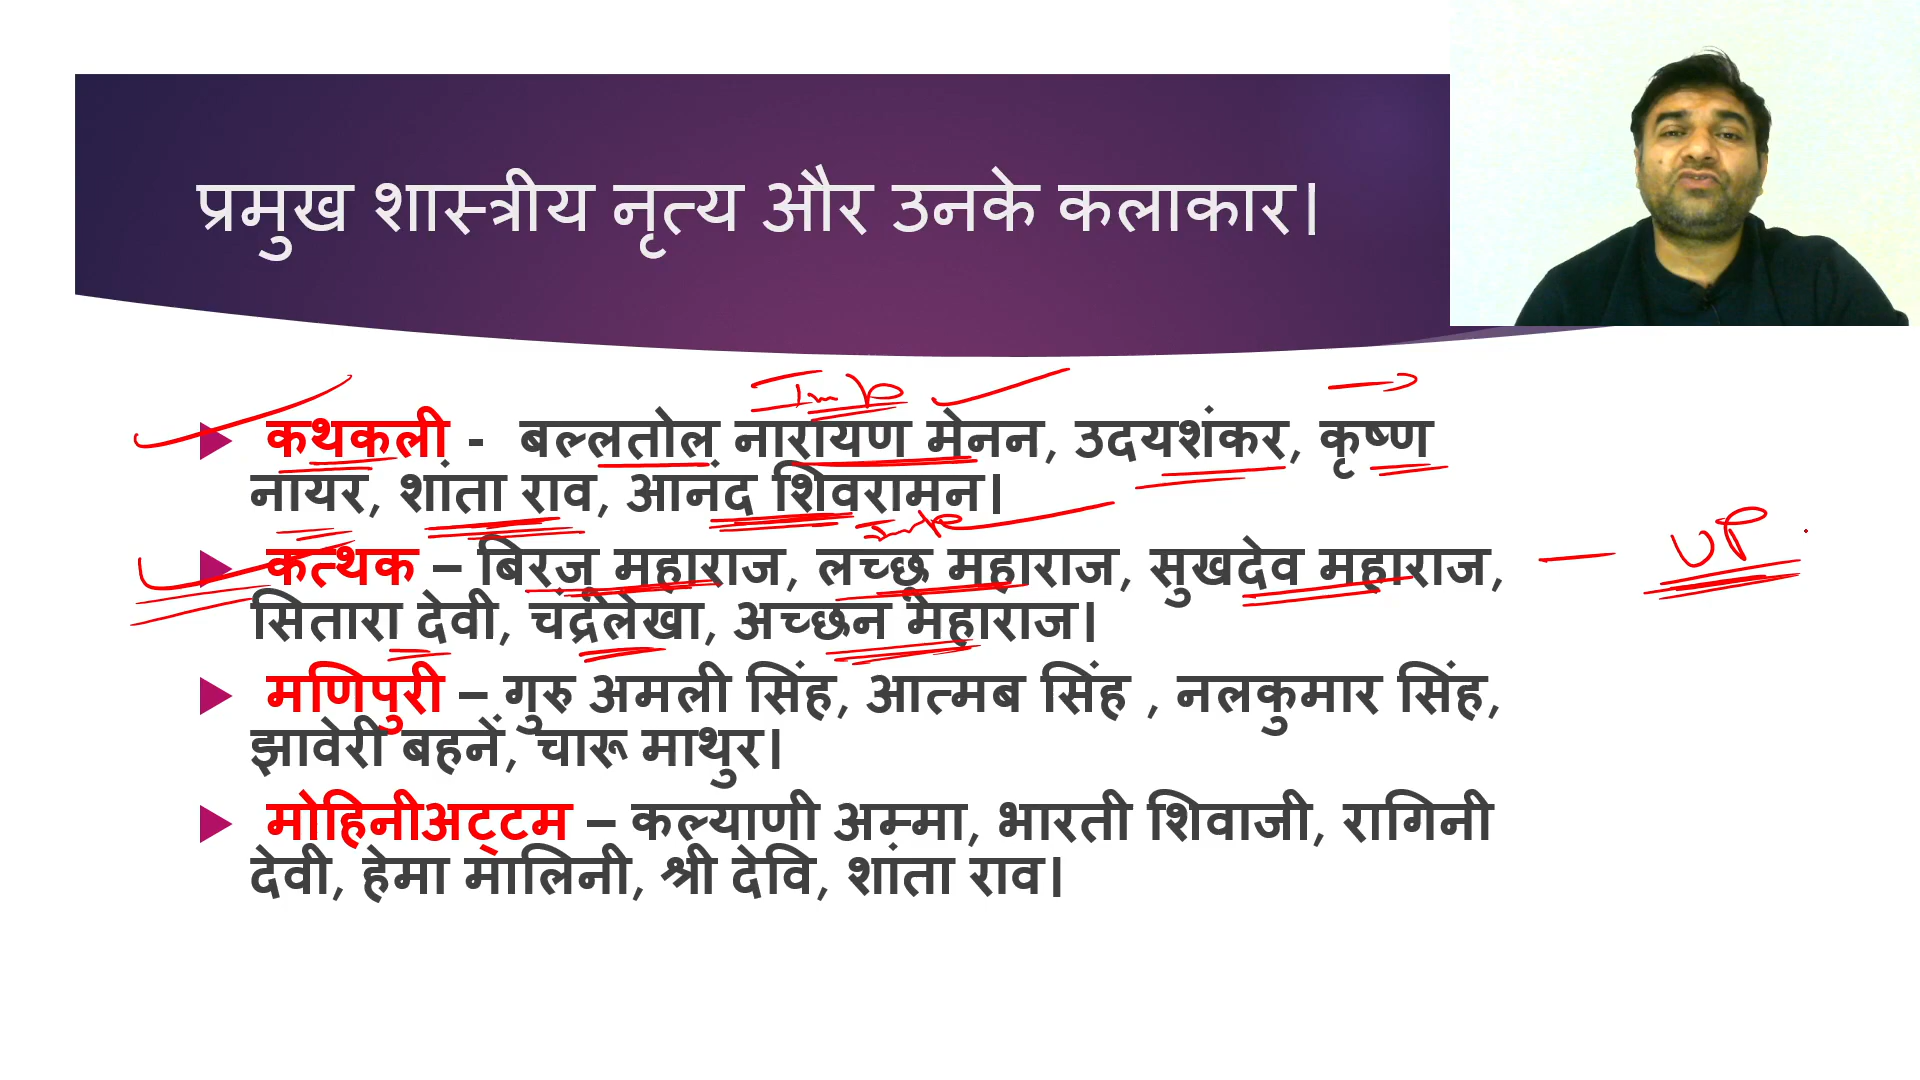 प्रमुख शास्त्रीय नृत्य और उनके कलाकार।
Imp
कथकली - बल्लतोल नारायण मेनन, उदयशंकर, कृष्ण
नायर, शांता राव, आनंद शिवरामन।
Imp
कत्थक – बिरजू महाराज, लच्छू महाराज, सुखदेव महाराज, — UP
सितारा देवी, चंद्रलेखा, अच्छन महाराज।
मणिपुरी – गुरु अमली सिंह, आत्मब सिंह , नलकुमार सिंह,
झावेरी बहनें, चारू माथुर।
मोहिनीअट्टम – कल्याणी अम्मा, भारती शिवाजी, रागिनी
देवी, हेमा मालिनी, श्री देवि, शांता राव।